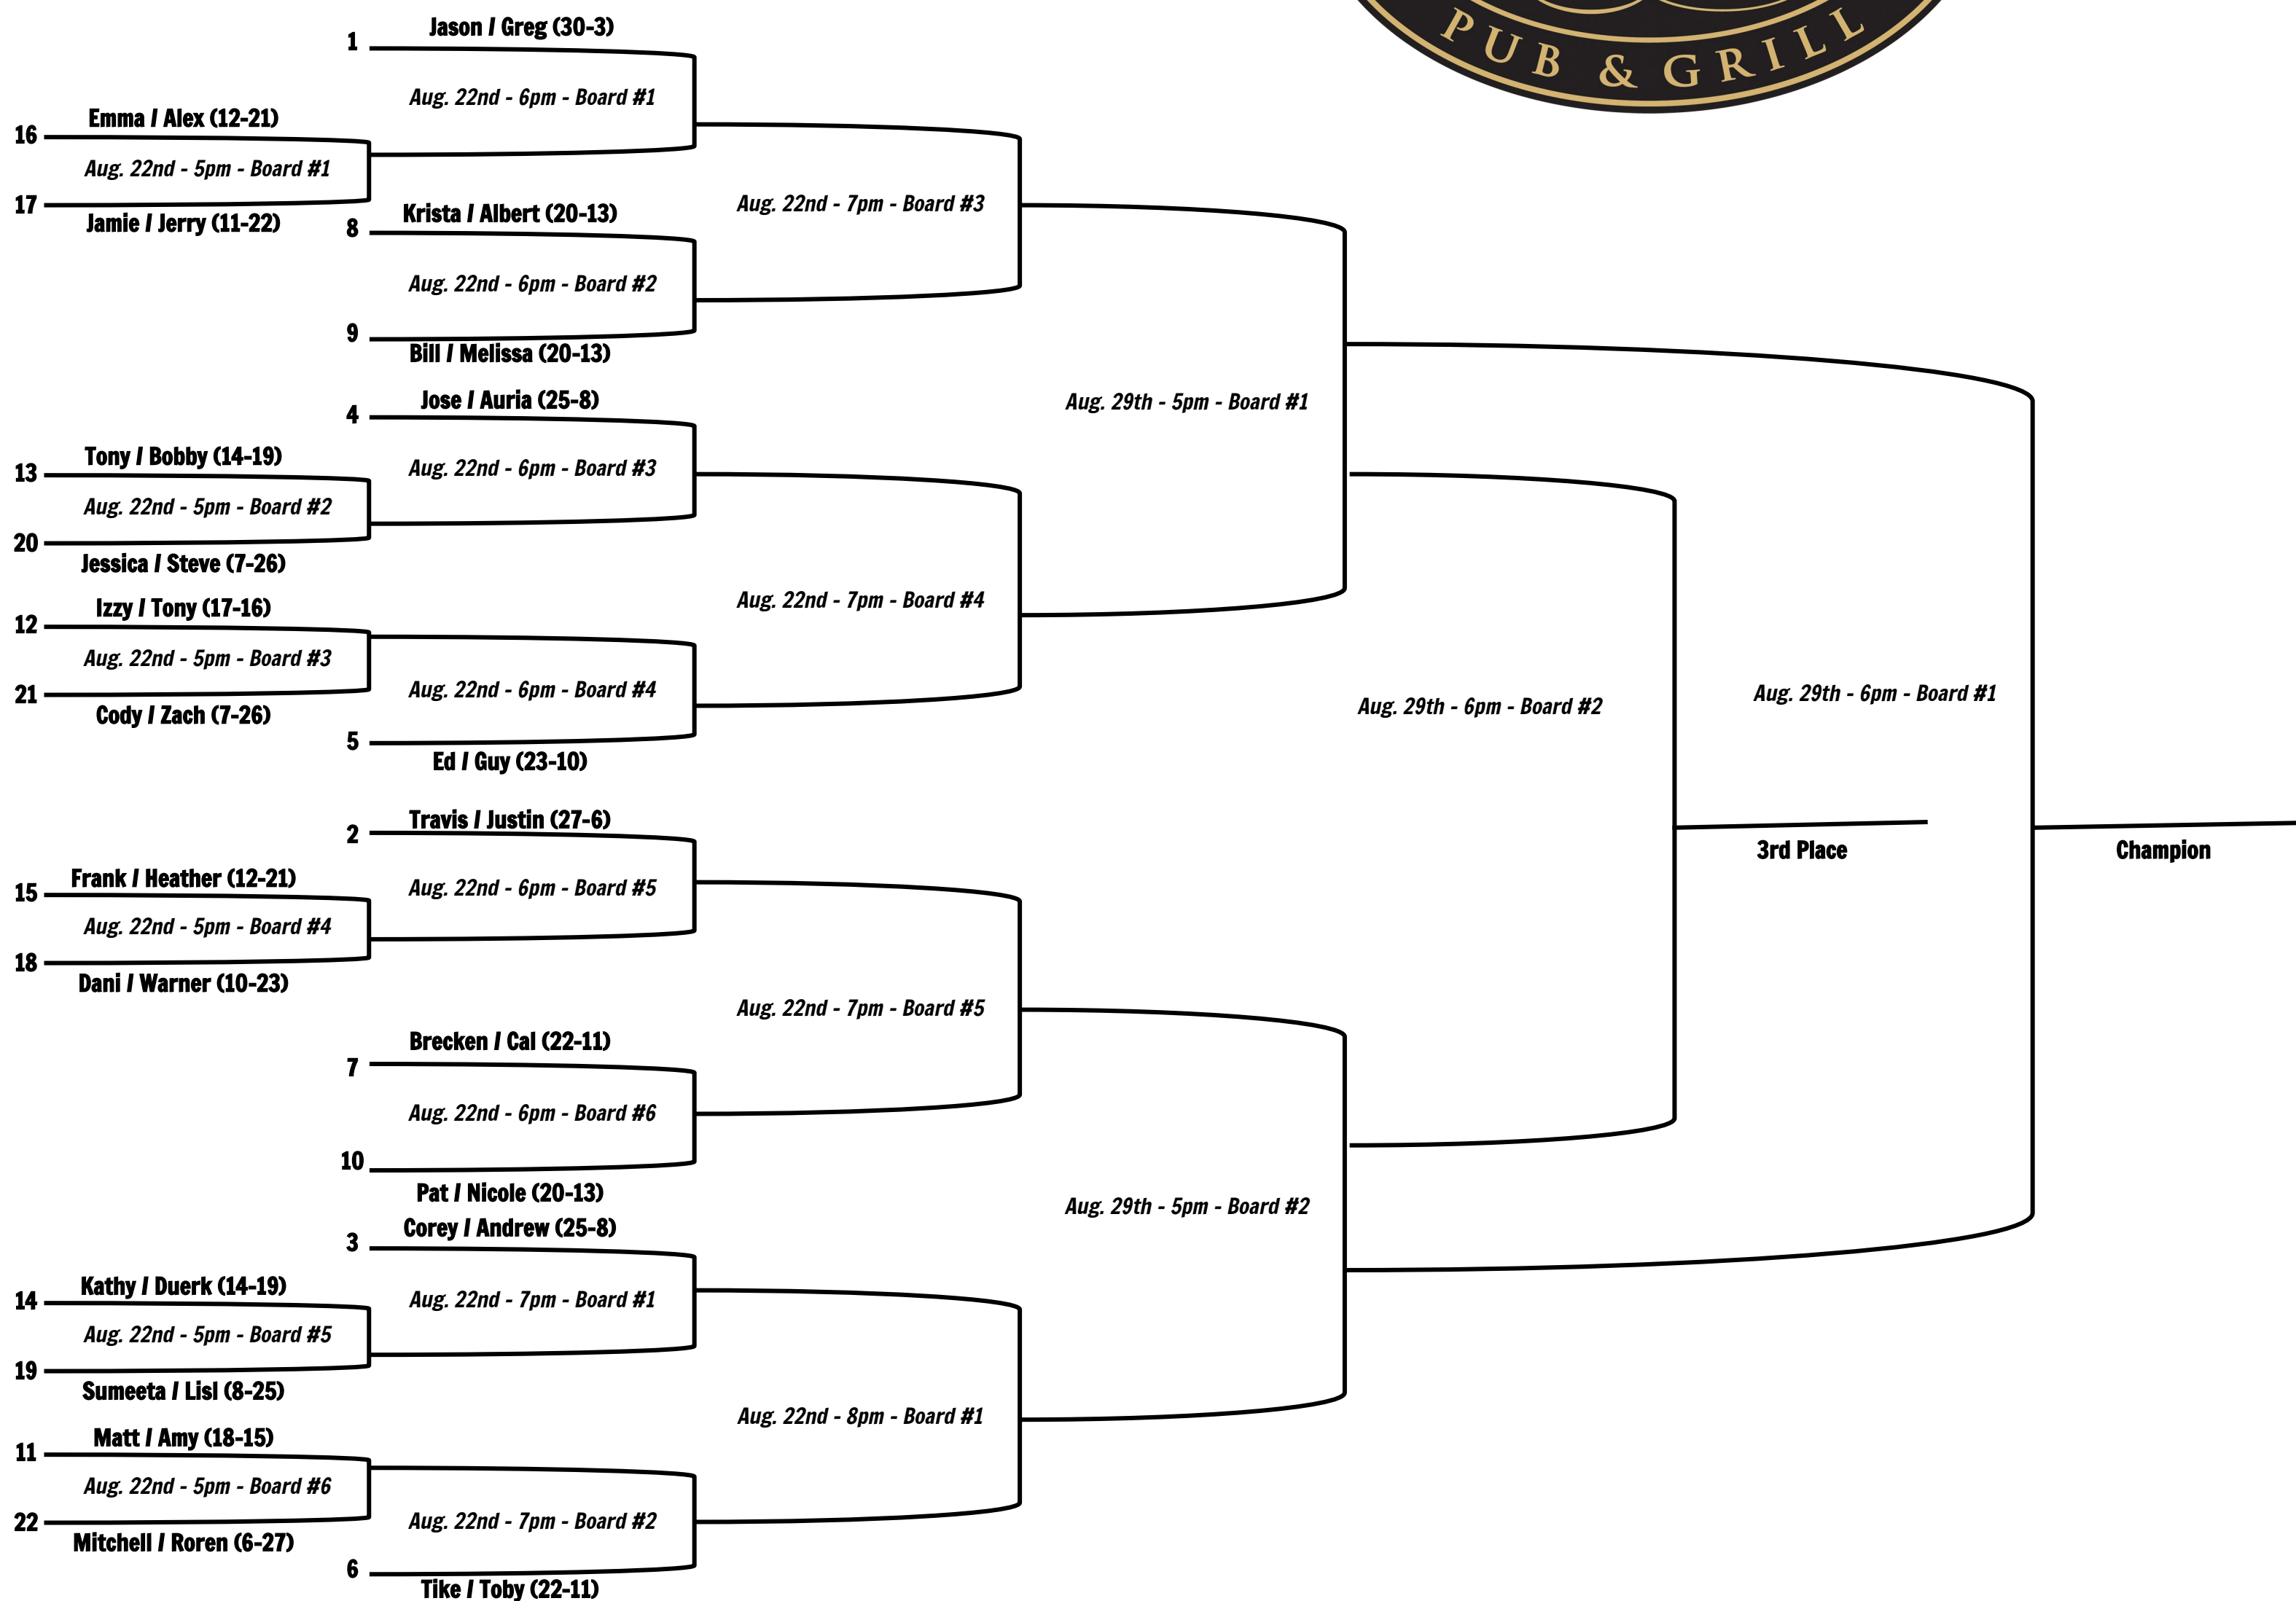 PUB & GRILL
Jason / Greg (30-3)
1
Aug. 22nd - 6pm - Board #1
Emma / Alex (12-21)
16
Aug. 22nd - 5pm - Board #1
17
Jamie / Jerry (11-22)
Krista / Albert (20-13)
8
Aug. 22nd - 6pm - Board #2
9
Bill / Melissa (20-13)
Aug. 22nd - 7pm - Board #3
Jose / Auria (25-8)
4
Aug. 22nd - 6pm - Board #3
Tony / Bobby (14-19)
13
Aug. 22nd - 5pm - Board #2
20
Jessica / Steve (7-26)
Izzy / Tony (17-16)
12
Aug. 22nd - 5pm - Board #3
21
Cody / Zach (7-26)
Aug. 22nd - 6pm - Board #4
5
Ed / Guy (23-10)
Aug. 22nd - 7pm - Board #4
Aug. 29th - 5pm - Board #1
Travis / Justin (27-6)
2
Aug. 22nd - 6pm - Board #5
Frank / Heather (12-21)
15
Aug. 22nd - 5pm - Board #4
18
Dani / Warner (10-23)
Brecken / Cal (22-11)
7
Aug. 22nd - 6pm - Board #6
10
Pat / Nicole (20-13)
Aug. 22nd - 7pm - Board #5
Corey / Andrew (25-8)
3
Aug. 22nd - 7pm - Board #1
Kathy / Duerk (14-19)
14
Aug. 22nd - 5pm - Board #5
19
Sumeeta / Lisl (8-25)
Matt / Amy (18-15)
11
Aug. 22nd - 5pm - Board #6
22
Mitchell / Roren (6-27)
Aug. 22nd - 7pm - Board #2
6
Tike / Toby (22-11)
Aug. 22nd - 8pm - Board #1
Aug. 29th - 5pm - Board #2
Aug. 29th - 6pm - Board #2
3rd Place
Aug. 29th - 6pm - Board #1
Champion